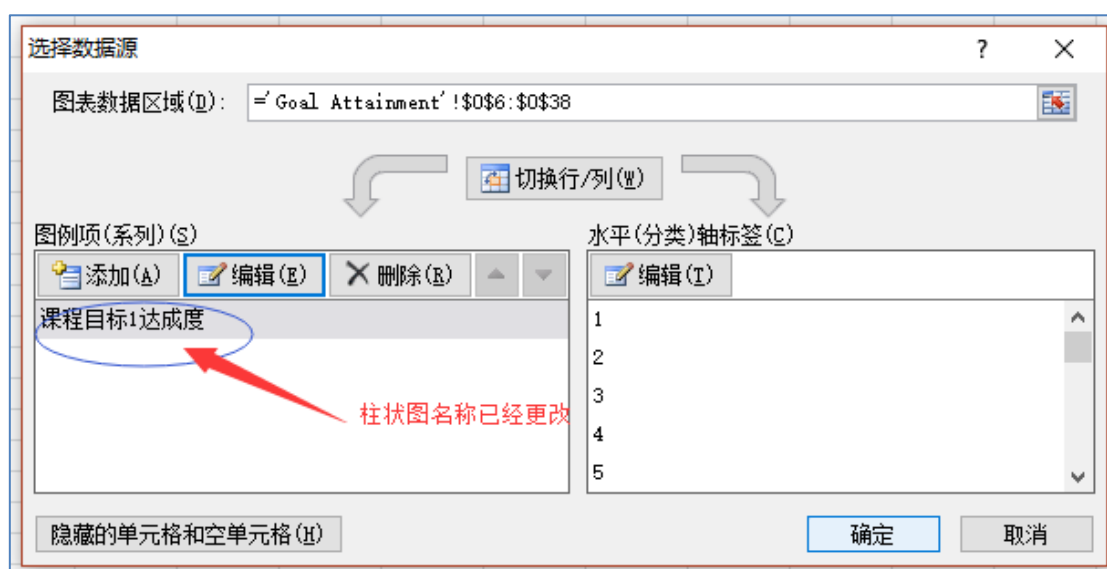 选择数据源 ? ×
图表数据区域(D): ='Goal Attainment'!$O$6:$O$38
切换行/列(W)
图例项(系列)(S)
水平(分类)轴标签(C)
添加(A) 编辑(E) 删除(R)
编辑(T)
课程目标1达成度
1
2
3
4
5
柱状图名称已经更改
隐藏的单元格和空单元格(H)
确定 取消